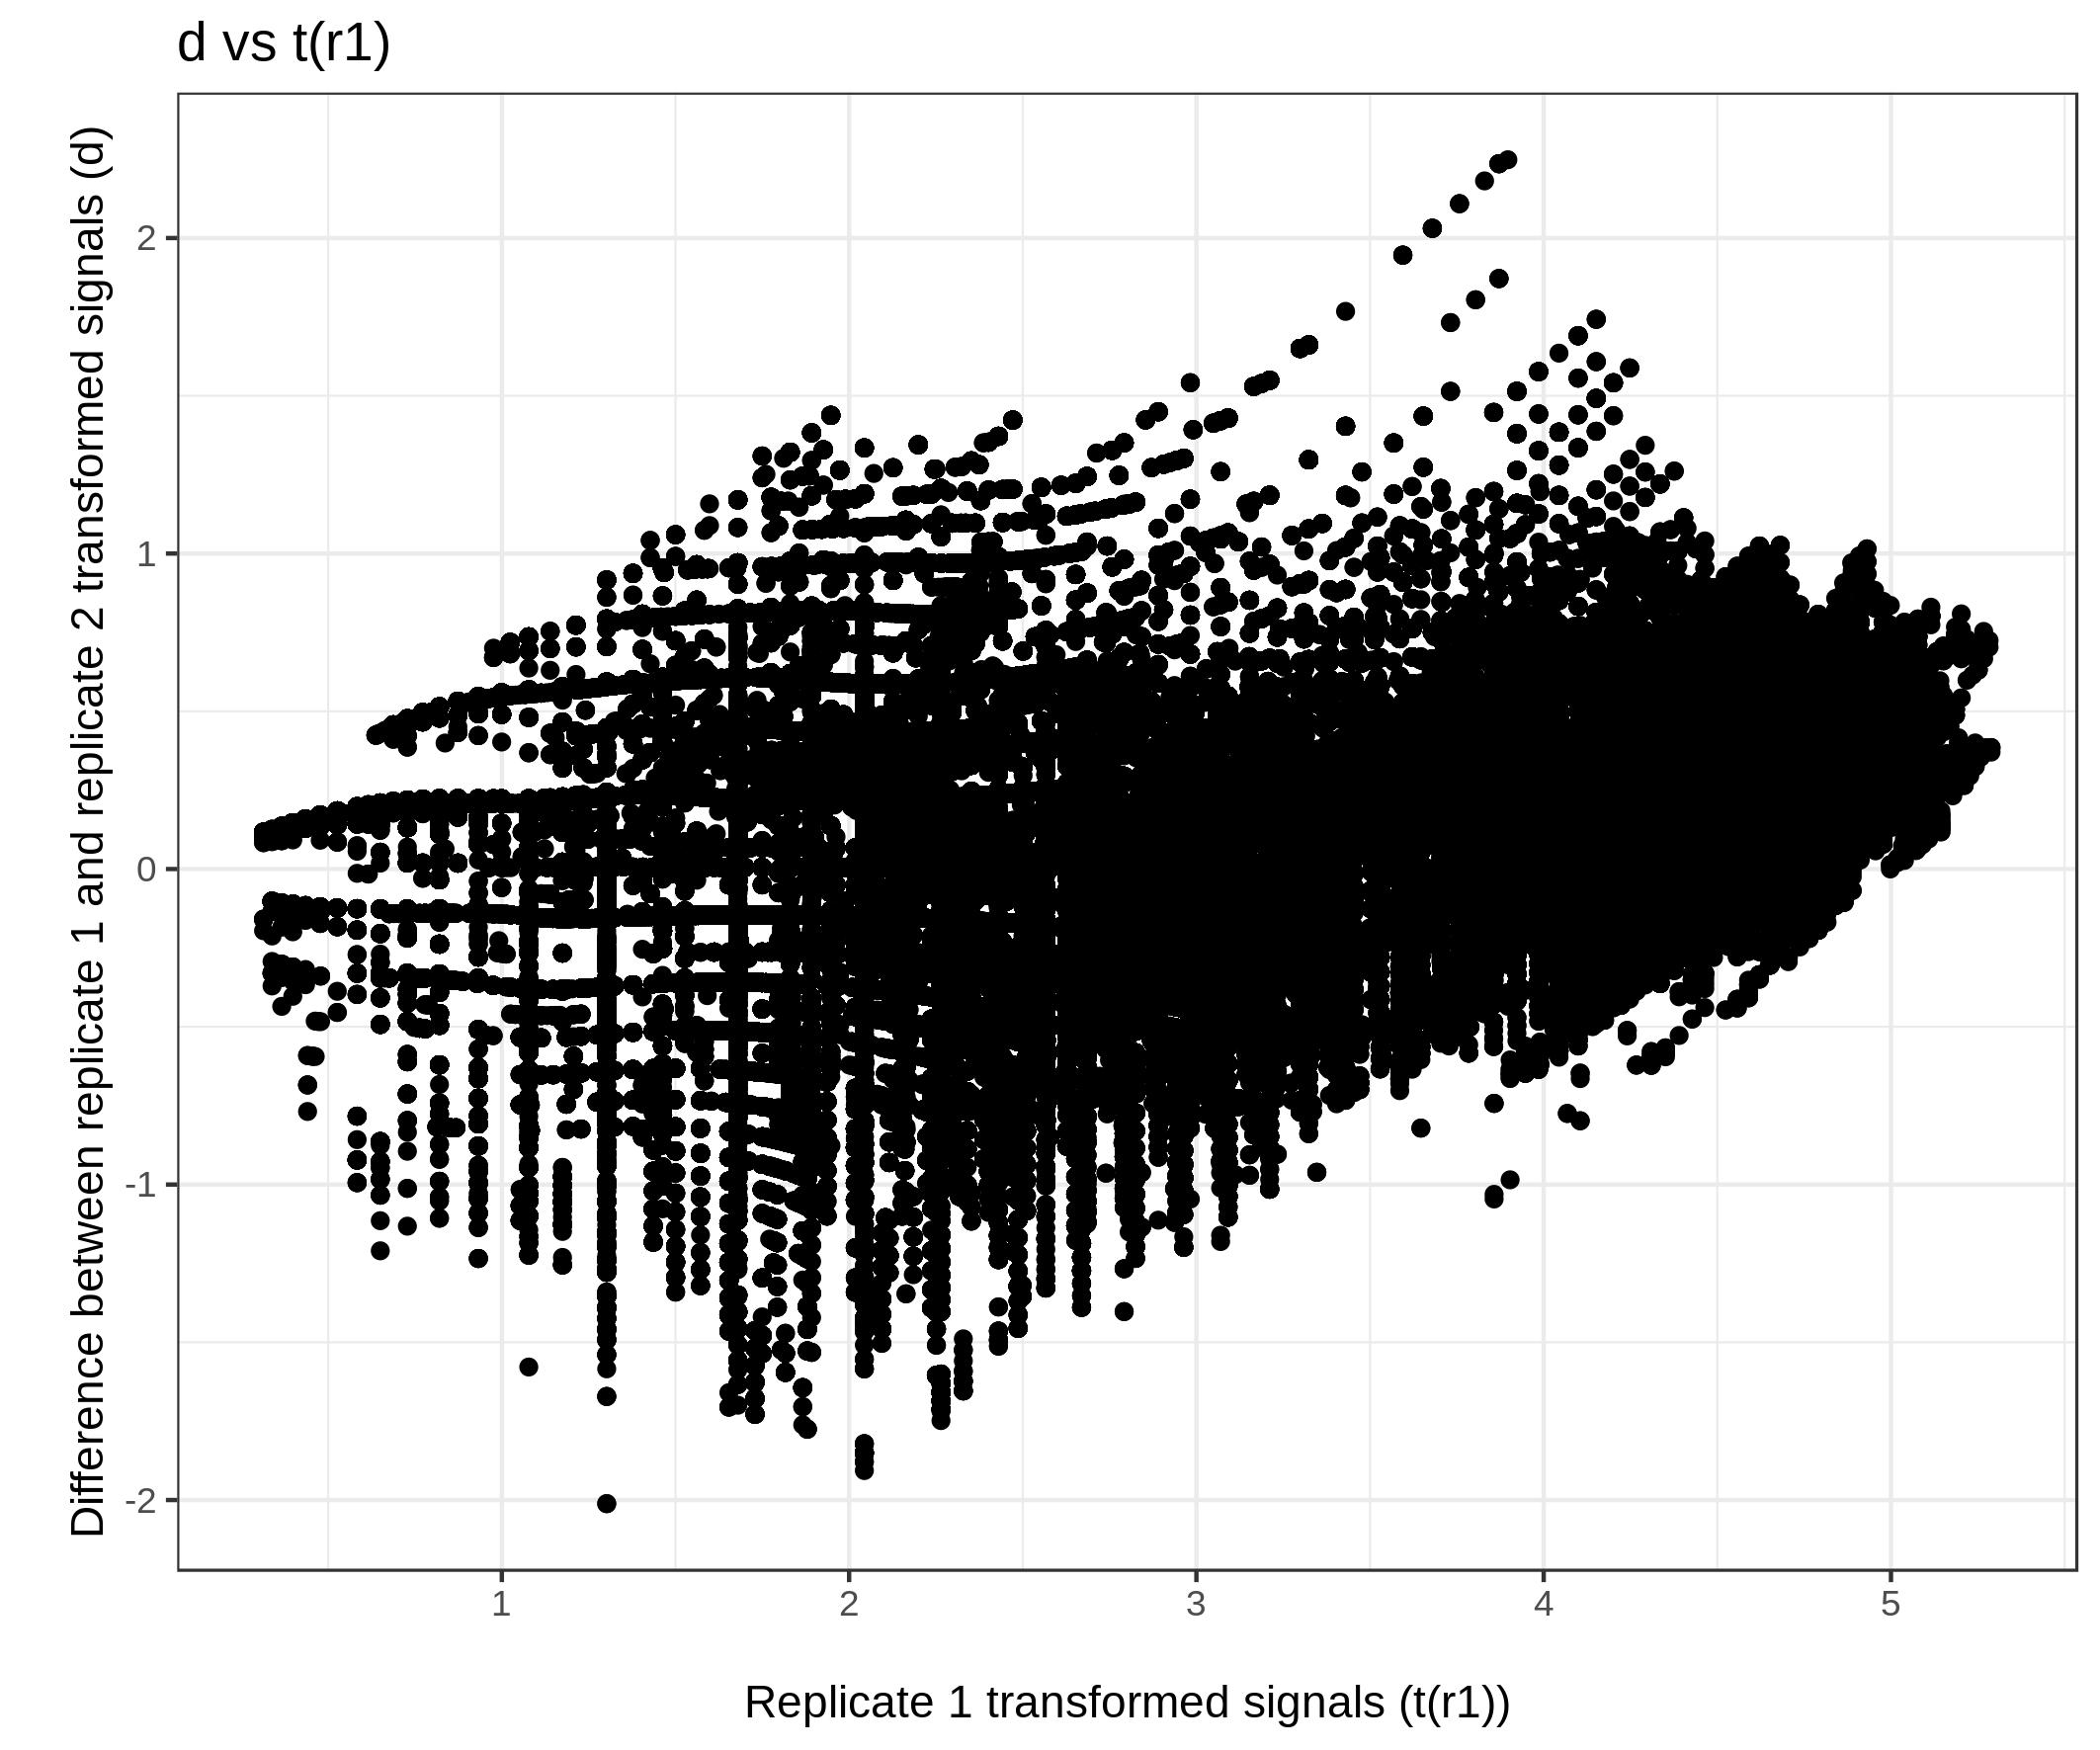 d vs t(r1)
Difference between replicate 1 and replicate 2 transformed signals (d)
2
1
0
-1
-2
1 2 3 4 5
Replicate 1 transformed signals (t(r1))